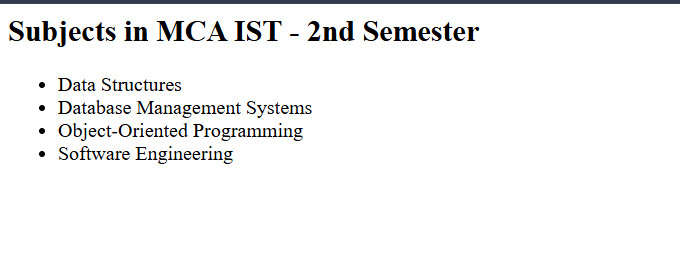 Subjects in MCA IST - 2nd Semester
• Data Structures
• Database Management Systems
• Object-Oriented Programming
• Software Engineering